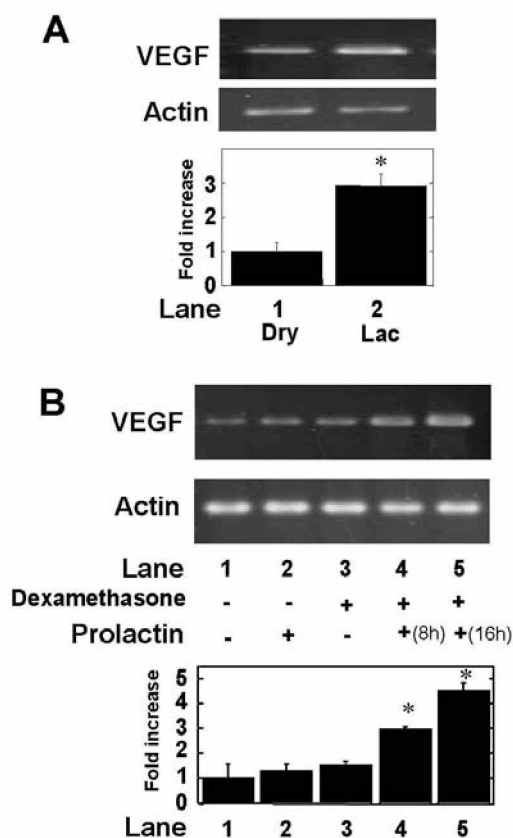 A
VEGF
Actin
Fold increase
3
2
1
0
*
Lane 1 2
Dry Lac
B
VEGF
Actin
Lane 1 2 3 4 5
Dexamethasone - - + + +
Prolactin - + - +(8h) +(16h)
Fold increase
5
4
3
2
1
0
* *
Lane 1 2 3 4 5